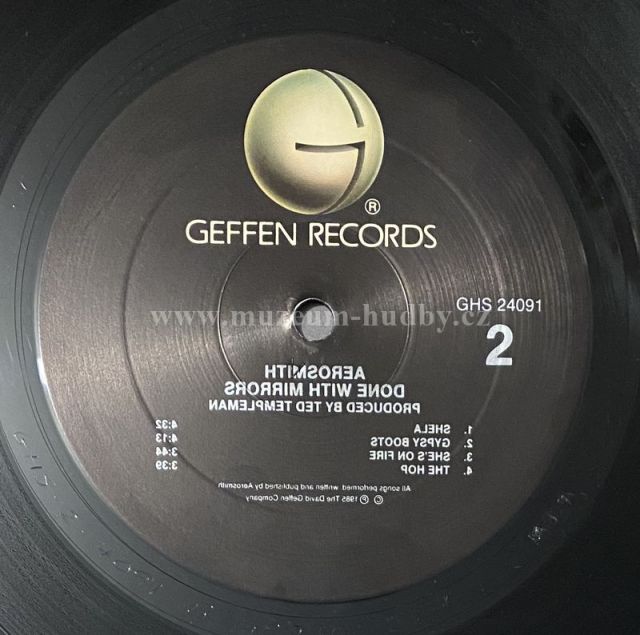 ®
GEFFEN RECORDS
GHS 24091
2
www.muzeum-hudby.cz
AEROSMITH
DONE WITH MIRRORS
PRODUCED BY TED TEMPLEMAN
1. SHELA 4:32
2. GYPSY BOOTS 4:13
3. SHE'S ON FIRE 3:44
4. THE HOP 3:39
All songs performed, written and published by Aerosmith
© ℗ 1985 The David Geffen Company